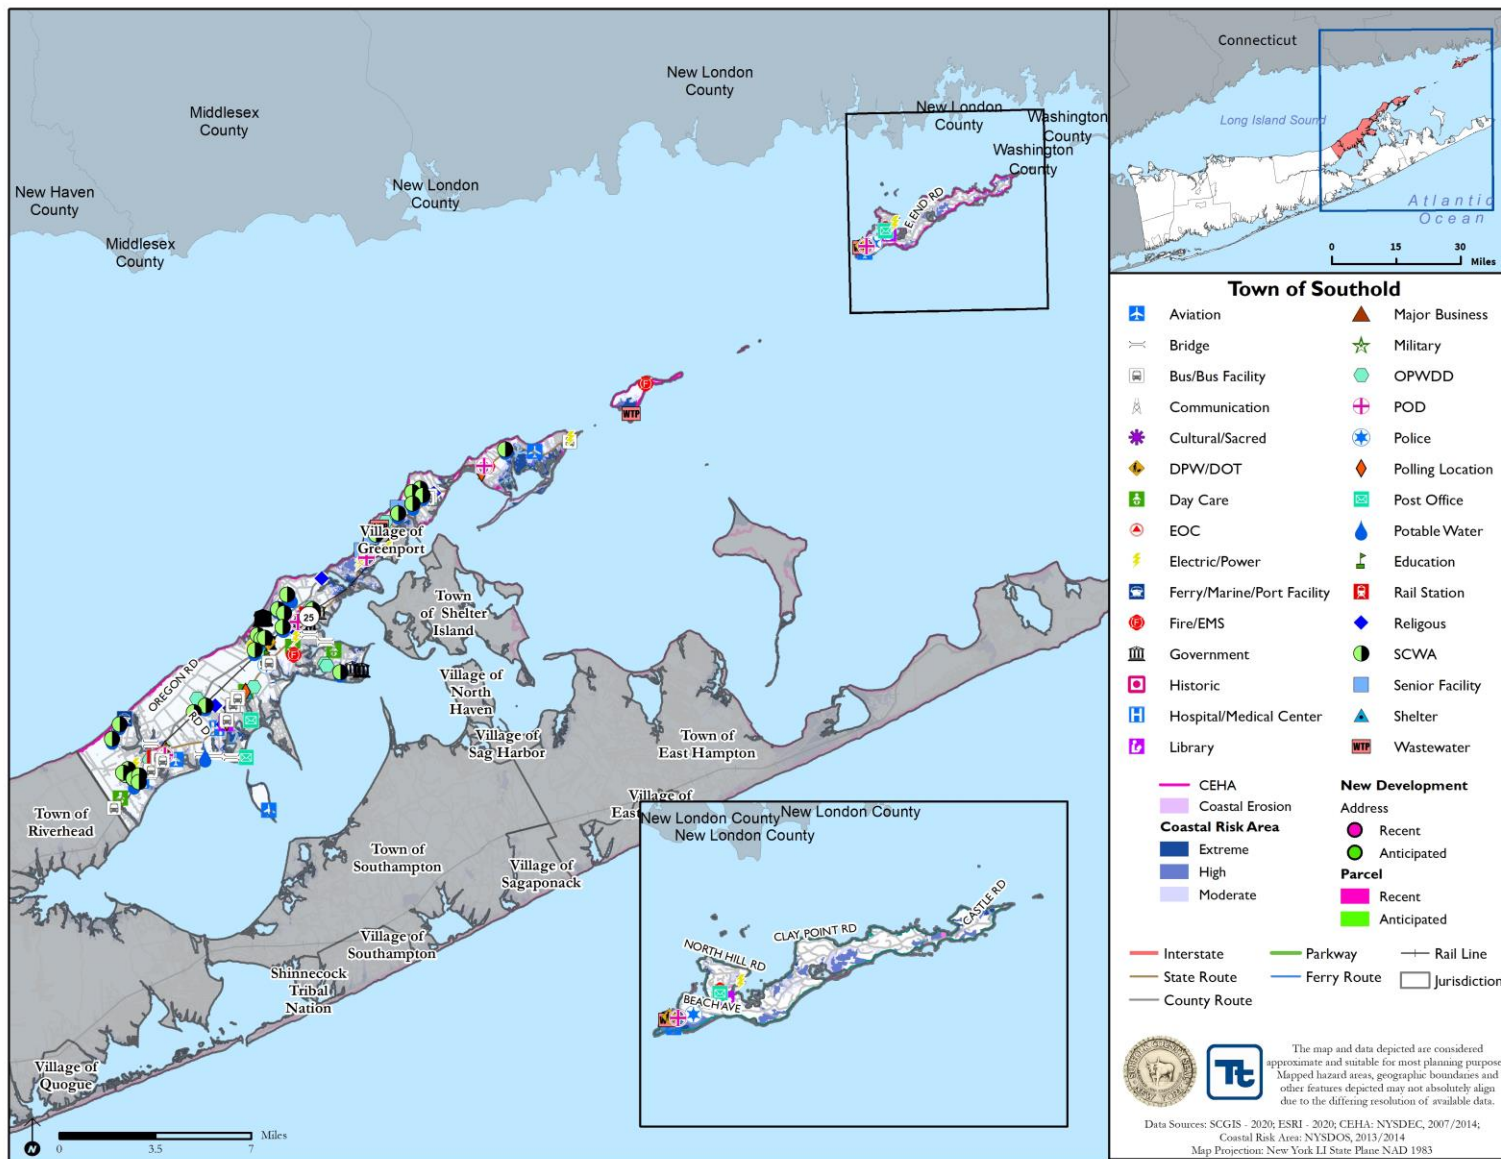 New London
County
Middlesex
County
New London
County
Washington
County
Washington
County
New Haven
County
New London
County
Middlesex
County
E END RD
WTP
Village of
Greenport
25
Town
of Shelter
Island
OREGON RD
RD D
Village of
North
Haven
Village of
Sag Harbor
Town of
East Hampton
Town of
Riverhead
Village of
East
Town of
Southampton
Village of
Sagaponack
Village of
Southampton
Shinnecock
Tribal
Nation
Village of
Quogue
New London County
New London County
New London County
CASTLE RD
CLAY POINT RD
NORTH HILL RD
BEACH AVE
N
0 3.5 7
Miles
Connecticut
Long Island Sound
Atlantic
Ocean
0 15 30
Miles
Town of Southold
Aviation
Bridge
Bus/Bus Facility
Communication
Cultural/Sacred
DPW/DOT
Day Care
EOC
Electric/Power
Ferry/Marine/Port Facility
Fire/EMS
Government
Historic
Hospital/Medical Center
Library
Major Business
Military
OPWDD
POD
Police
Polling Location
Post Office
Potable Water
Education
Rail Station
Religous
SCWA
Senior Facility
Shelter
WTP Wastewater
CEHA
Coastal Erosion
Coastal Risk Area
Extreme
High
Moderate
New Development
Address
Recent
Anticipated
Parcel
Recent
Anticipated
Interstate
State Route
County Route
Parkway
Ferry Route
Rail Line
Jurisdiction
Tt
The map and data depicted are considered
approximate and suitable for most planning purpose
Mapped hazard areas, geographic boundaries and
other features depicted may not absolutely align
due to the differing resolution of available data.
Data Sources: SCGIS - 2020; ESRI - 2020; CEHA: NYSDEC, 2007/2014;
Coastal Risk Area: NYSDOS, 2013/2014
Map Projection: New York LI State Plane NAD 1983